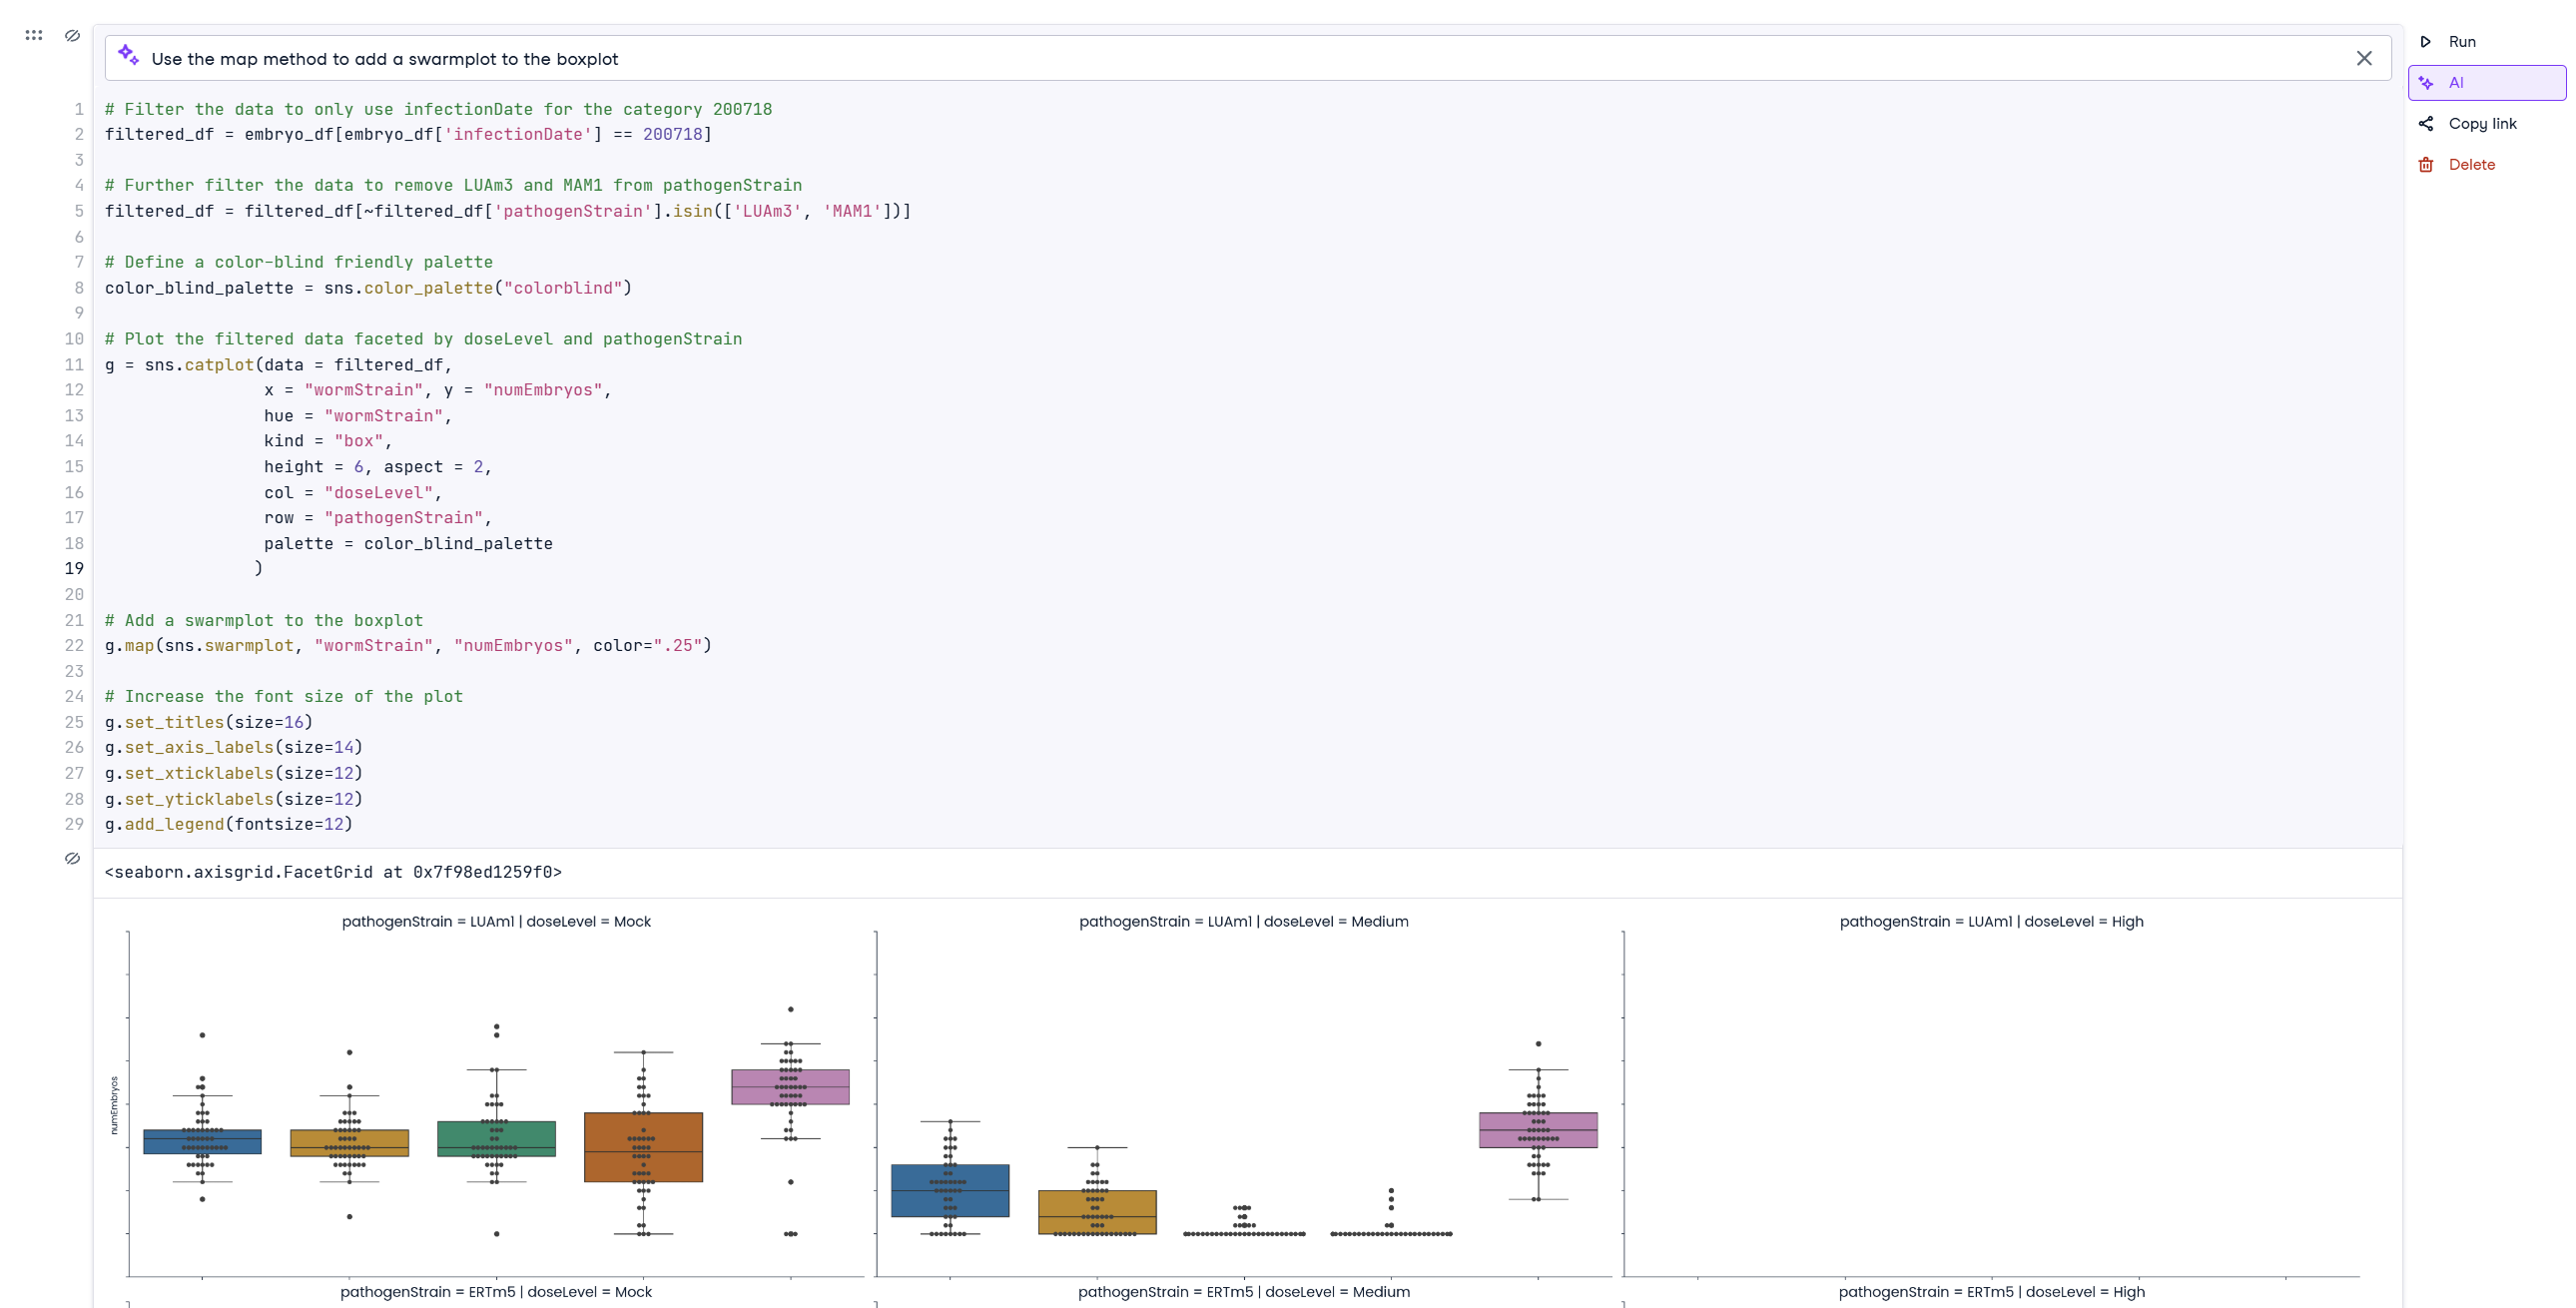 Use the map method to add a swarmplot to the boxplot
Run
AI
Copy link
Delete
1 # Filter the data to only use infectionDate for the category 200718
2 filtered_df = embryo_df[embryo_df['infectionDate'] == 200718]
3
4 # Further filter the data to remove LUAm3 and MAM1 from pathogenStrain
5 filtered_df = filtered_df[~filtered_df['pathogenStrain'].isin(['LUAm3', 'MAM1'])]
6
7 # Define a color-blind friendly palette
8 color_blind_palette = sns.color_palette("colorblind")
9
10 # Plot the filtered data faceted by doseLevel and pathogenStrain
11 g = sns.catplot(data = filtered_df,
12 x = "wormStrain", y = "numEmbryos",
13 hue = "wormStrain",
14 kind = "box",
15 height = 6, aspect = 2,
16 col = "doseLevel",
17 row = "pathogenStrain",
18 palette = color_blind_palette
19 )
20
21 # Add a swarmplot to the boxplot
22 g.map(sns.swarmplot, "wormStrain", "numEmbryos", color=".25")
23
24 # Increase the font size of the plot
25 g.set_titles(size=16)
26 g.set_axis_labels(size=14)
27 g.set_xticklabels(size=12)
28 g.set_yticklabels(size=12)
29 g.add_legend(fontsize=12)
<seaborn.axisgrid.FacetGrid at 0x7f98ed1259f0>
pathogenStrain = LUAm1 | doseLevel = Mock
pathogenStrain = LUAm1 | doseLevel = Medium
pathogenStrain = LUAm1 | doseLevel = High
numEmbryos
pathogenStrain = ERTm5 | doseLevel = Mock
pathogenStrain = ERTm5 | doseLevel = Medium
pathogenStrain = ERTm5 | doseLevel = High